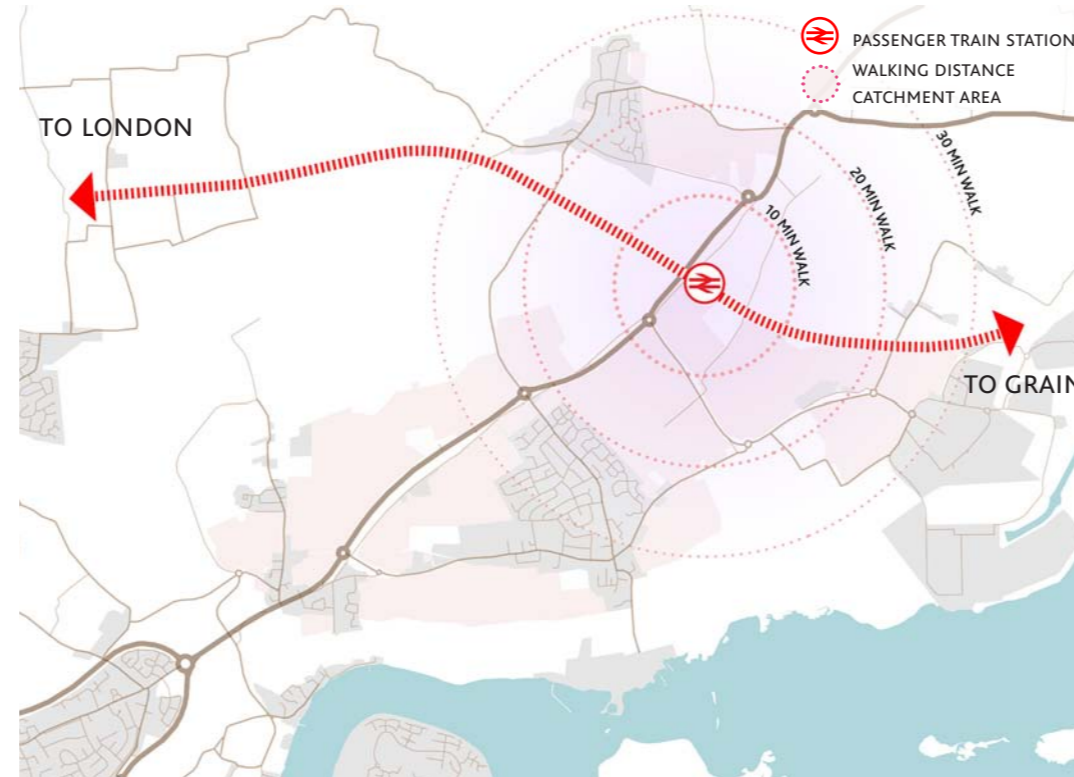 PASSENGER TRAIN STATION
WALKING DISTANCE
CATCHMENT AREA
TO LONDON
30 MIN WALK
20 MIN WALK
10 MIN WALK
TO GRAIN